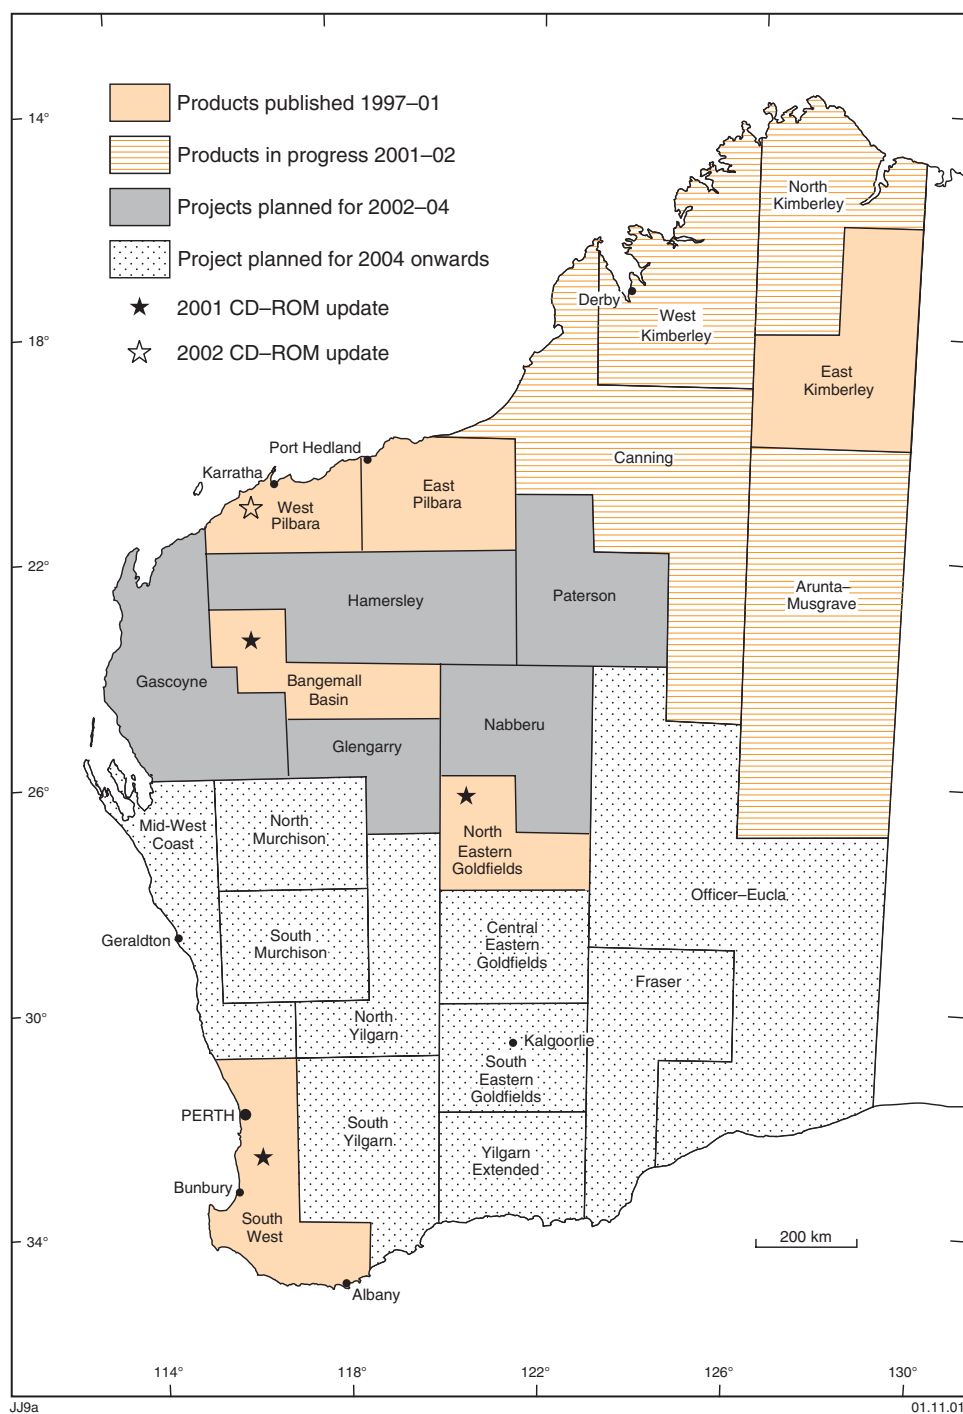 Products published 1997–01
Products in progress 2001–02
Projects planned for 2002–04
Project planned for 2004 onwards
2001 CD–ROM update
2002 CD–ROM update
14°
18°
22°
26°
30°
34°
North
Kimberley
Derby
West
Kimberley
East
Kimberley
Canning
Port Hedland
Karratha
West
Pilbara
East
Pilbara
Hamersley
Paterson
Arunta–
Musgrave
Gascoyne
Bangemall
Basin
Glengarry
Nabberu
Mid-West
Coast
North
Murchison
North
Eastern
Goldfields
Officer–Eucla
Geraldton
South
Murchison
Central
Eastern
Goldfields
Fraser
North
Yilgarn
Kalgoorlie
South
Eastern
Goldfields
PERTH
South
Yilgarn
Yilgarn
Extended
Bunbury
South
West
Albany
200 km
114°
118°
122°
126°
130°
JJ9a
01.11.01